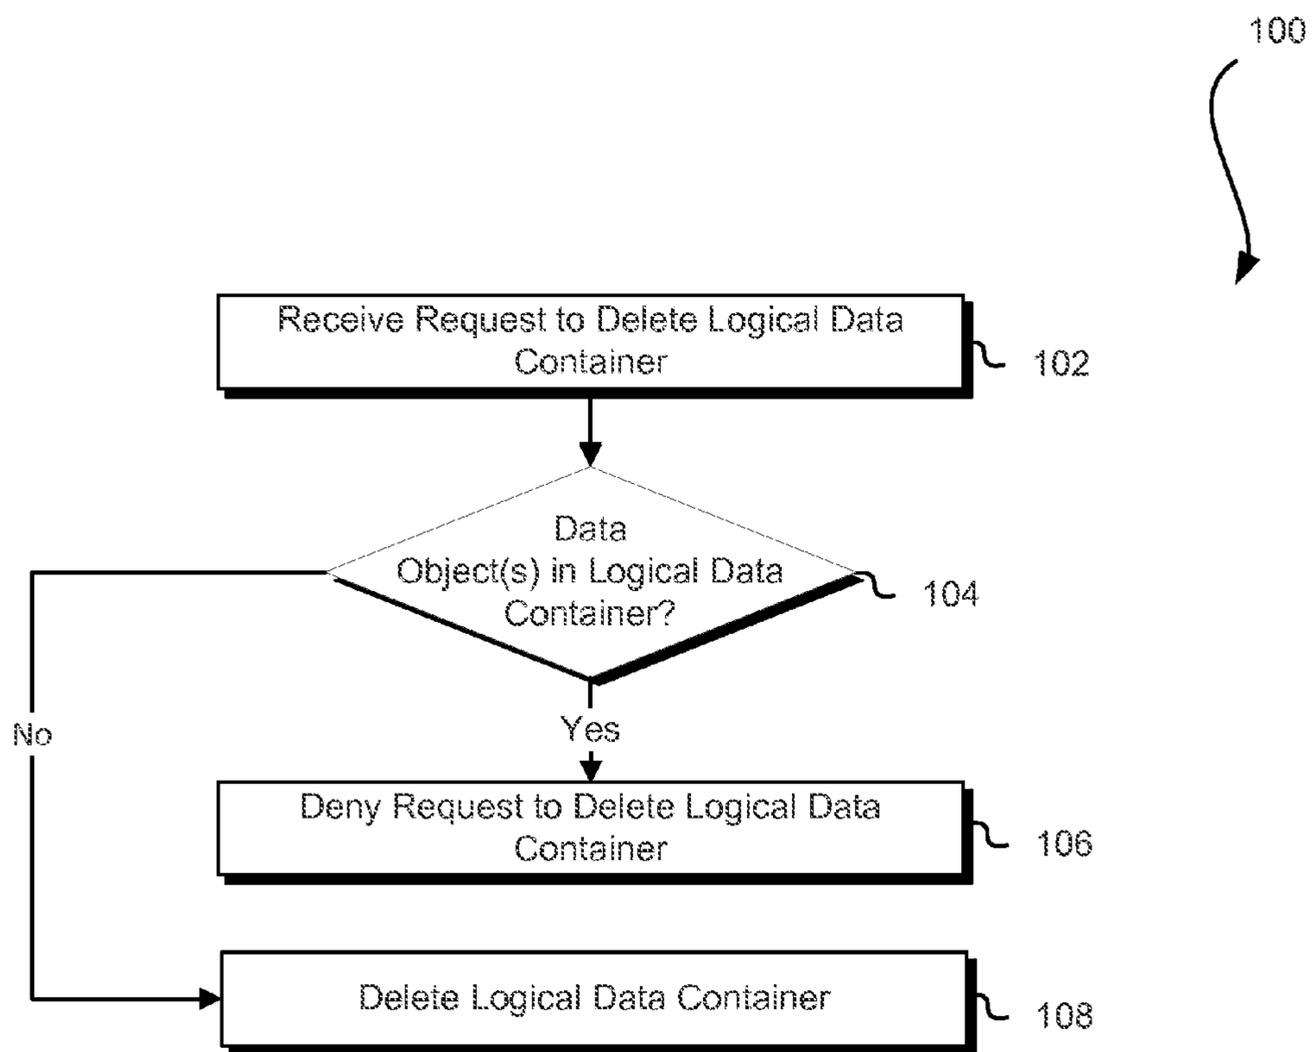 100
Receive Request to Delete Logical Data
Container
102
Data
Object(s) in Logical Data
Container?
104
No
Yes
Deny Request to Delete Logical Data
Container
106
Delete Logical Data Container
108